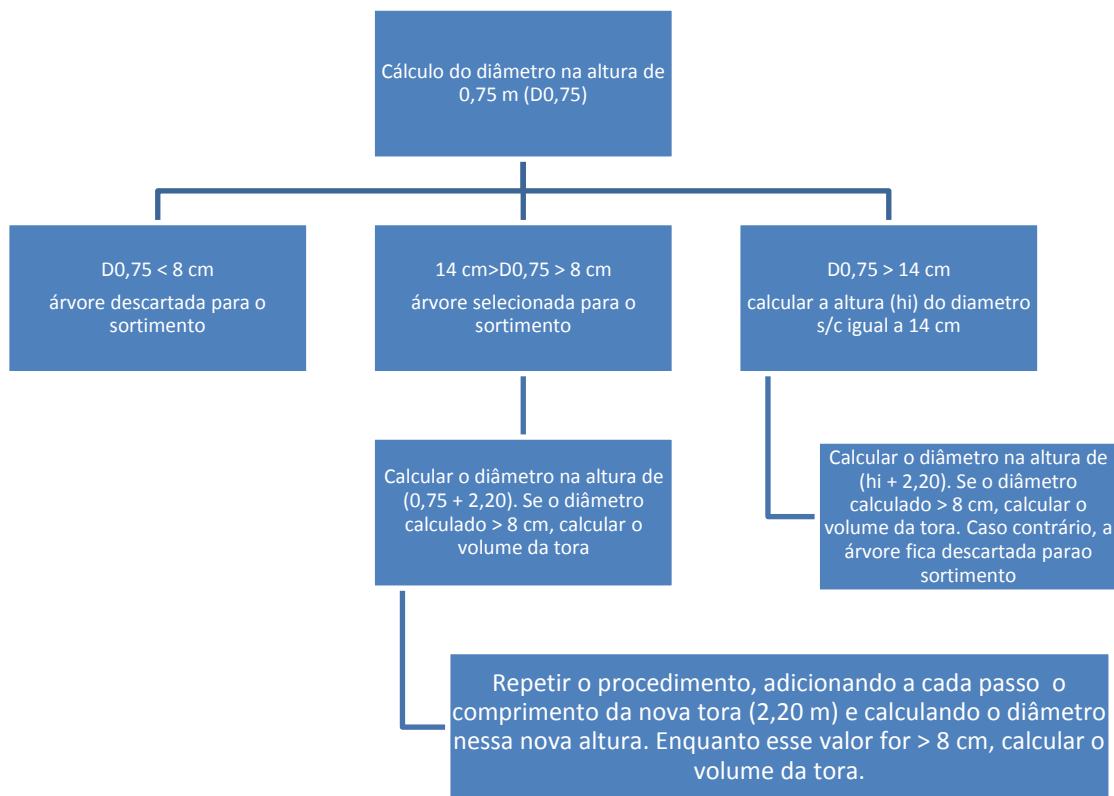 Cálculo do diâmetro na altura de
0,75 m (D0,75)
D0,75 < 8 cm
árvore descartada para o
sortimento
14 cm>D0,75 > 8 cm
árvore selecionada para o
sortimento
D0,75 > 14 cm
calcular a altura (hi) do diametro
s/c igual a 14 cm
Calcular o diâmetro na altura de
(0,75 + 2,20). Se o diâmetro
calculado > 8 cm, calcular o
volume da tora
Calcular o diâmetro na altura de
(hi + 2,20). Se o diâmetro
calculado > 8 cm, calcular o
volume da tora. Caso contrário, a
árvore fica descartada parao
sortimento
Repetir o procedimento, adicionando a cada passo o
comprimento da nova tora (2,20 m) e calculando o diâmetro
nessa nova altura. Enquanto esse valor for > 8 cm, calcular o
volume da tora.